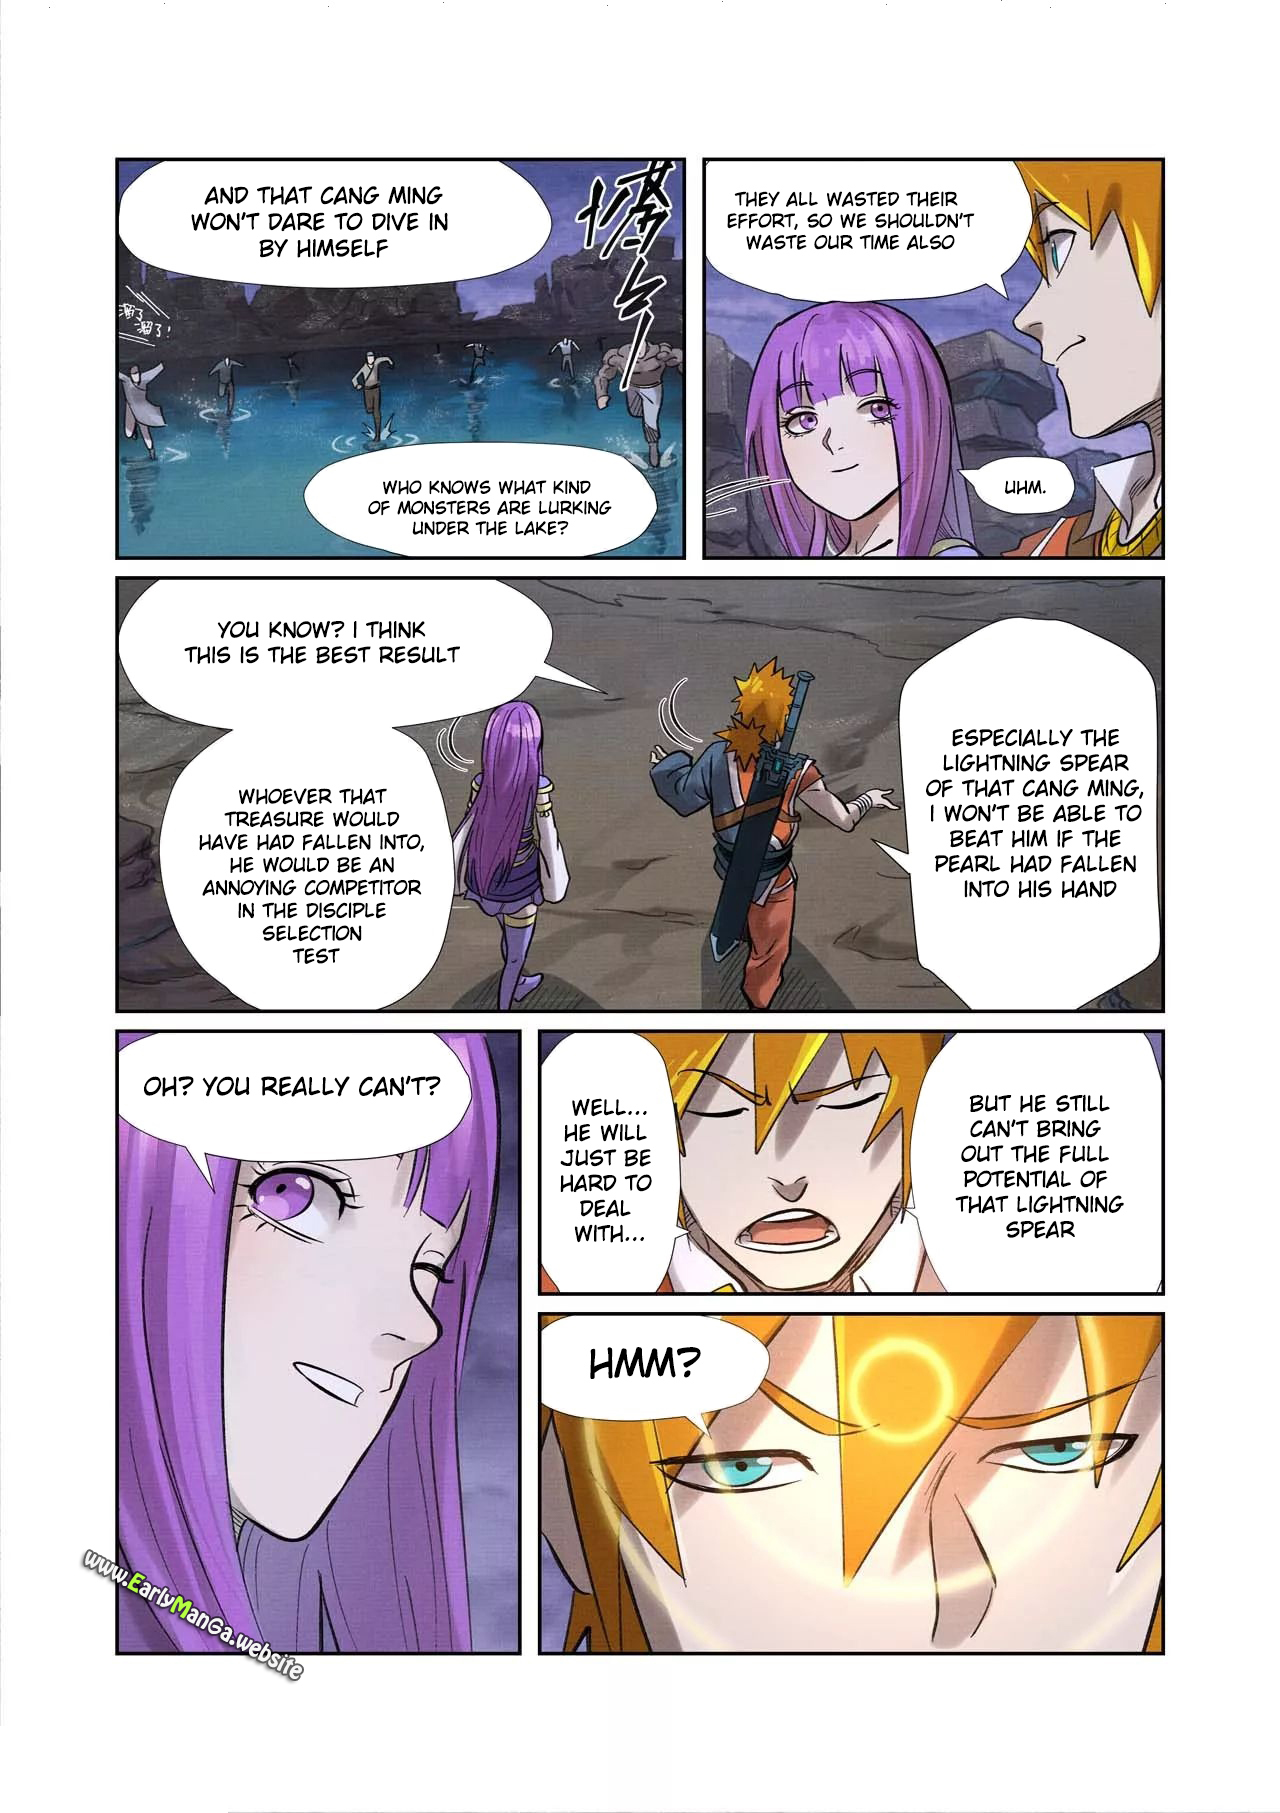 AND THAT CANG MING
WON'T DARE TO DIVE IN
BY HIMSELF
溜了
溜了!
WHO KNOWS WHAT KIND
OF MONSTERS ARE LURKING
UNDER THE LAKE?
THEY ALL WASTED THEIR
EFFORT, SO WE SHOULDN'T
WASTE OUR TIME ALSO
UHM.
YOU KNOW? I THINK
THIS IS THE BEST RESULT
WHOEVER THAT
TREASURE WOULD
HAVE HAD FALLEN INTO,
HE WOULD BE AN
ANNOYING COMPETITOR
IN THE DISCIPLE
SELECTION
TEST
ESPECIALLY THE
LIGHTNING SPEAR
OF THAT CANG MING,
I WON'T BE ABLE TO
BEAT HIM IF THE
PEARL HAD FALLEN
INTO HIS HAND
OH? YOU REALLY CAN'T?
WELL...
HE WILL
JUST BE
HARD TO
DEAL
WITH...
BUT HE STILL
CAN'T BRING
OUT THE FULL
POTENTIAL OF
THAT LIGHTNING
SPEAR
HMM?
www.EarlyManGa.website